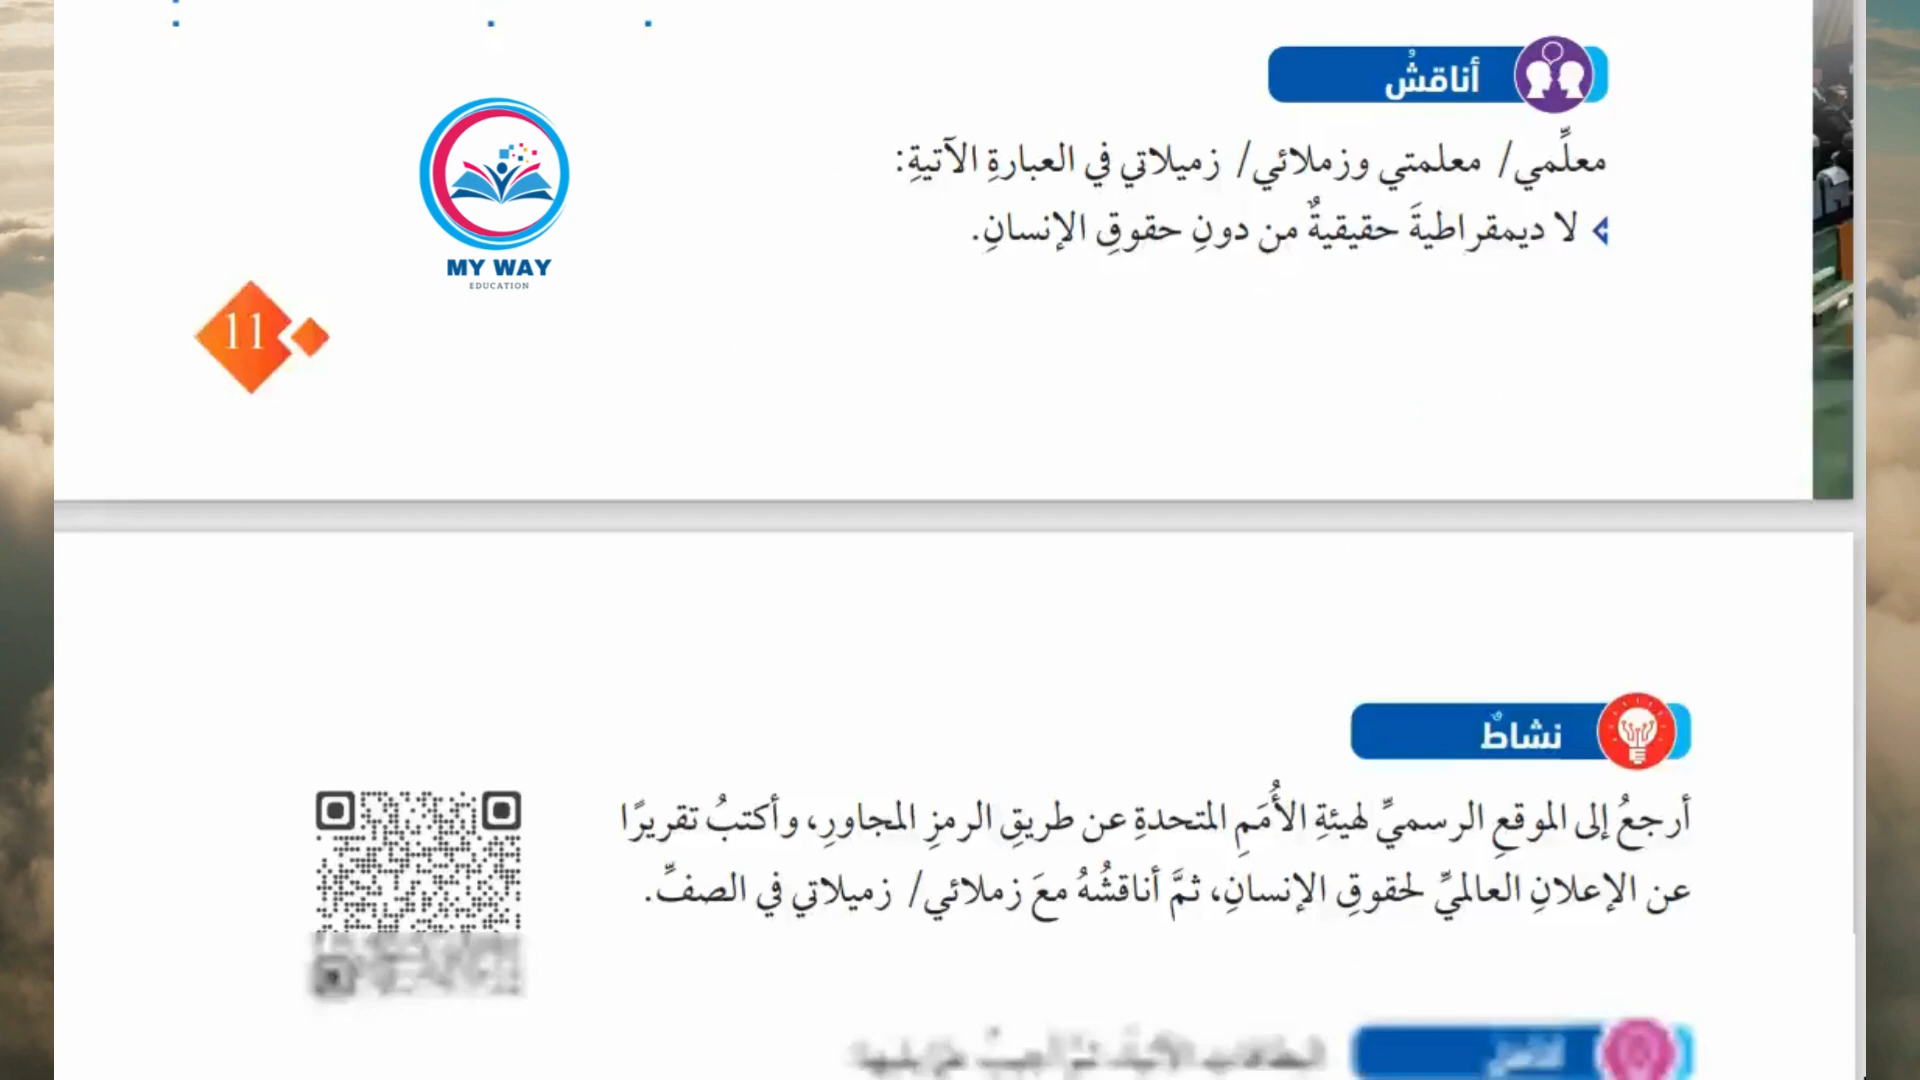 أناقشُ
معلِّمي/ معلمتي وزملائي/ زميلاتي في العبارةِ الآتيةِ:
لا ديمقراطيةَ حقيقيةٌ من دونِ حقوقِ الإنسانِ.
MY WAY
EDUCATION
11
نشاطٌ
أرجعُ إلى الموقعِ الرسميِّ لهيئةِ الأُمَمِ المتحدةِ عن طريقِ الرمزِ المجاورِ، وأكتبُ تقريرًا
عن الإعلانِ العالميِّ لحقوقِ الإنسانِ، ثمَّ أناقشُهُ معَ زملائي/ زميلاتي في الصفِّ.